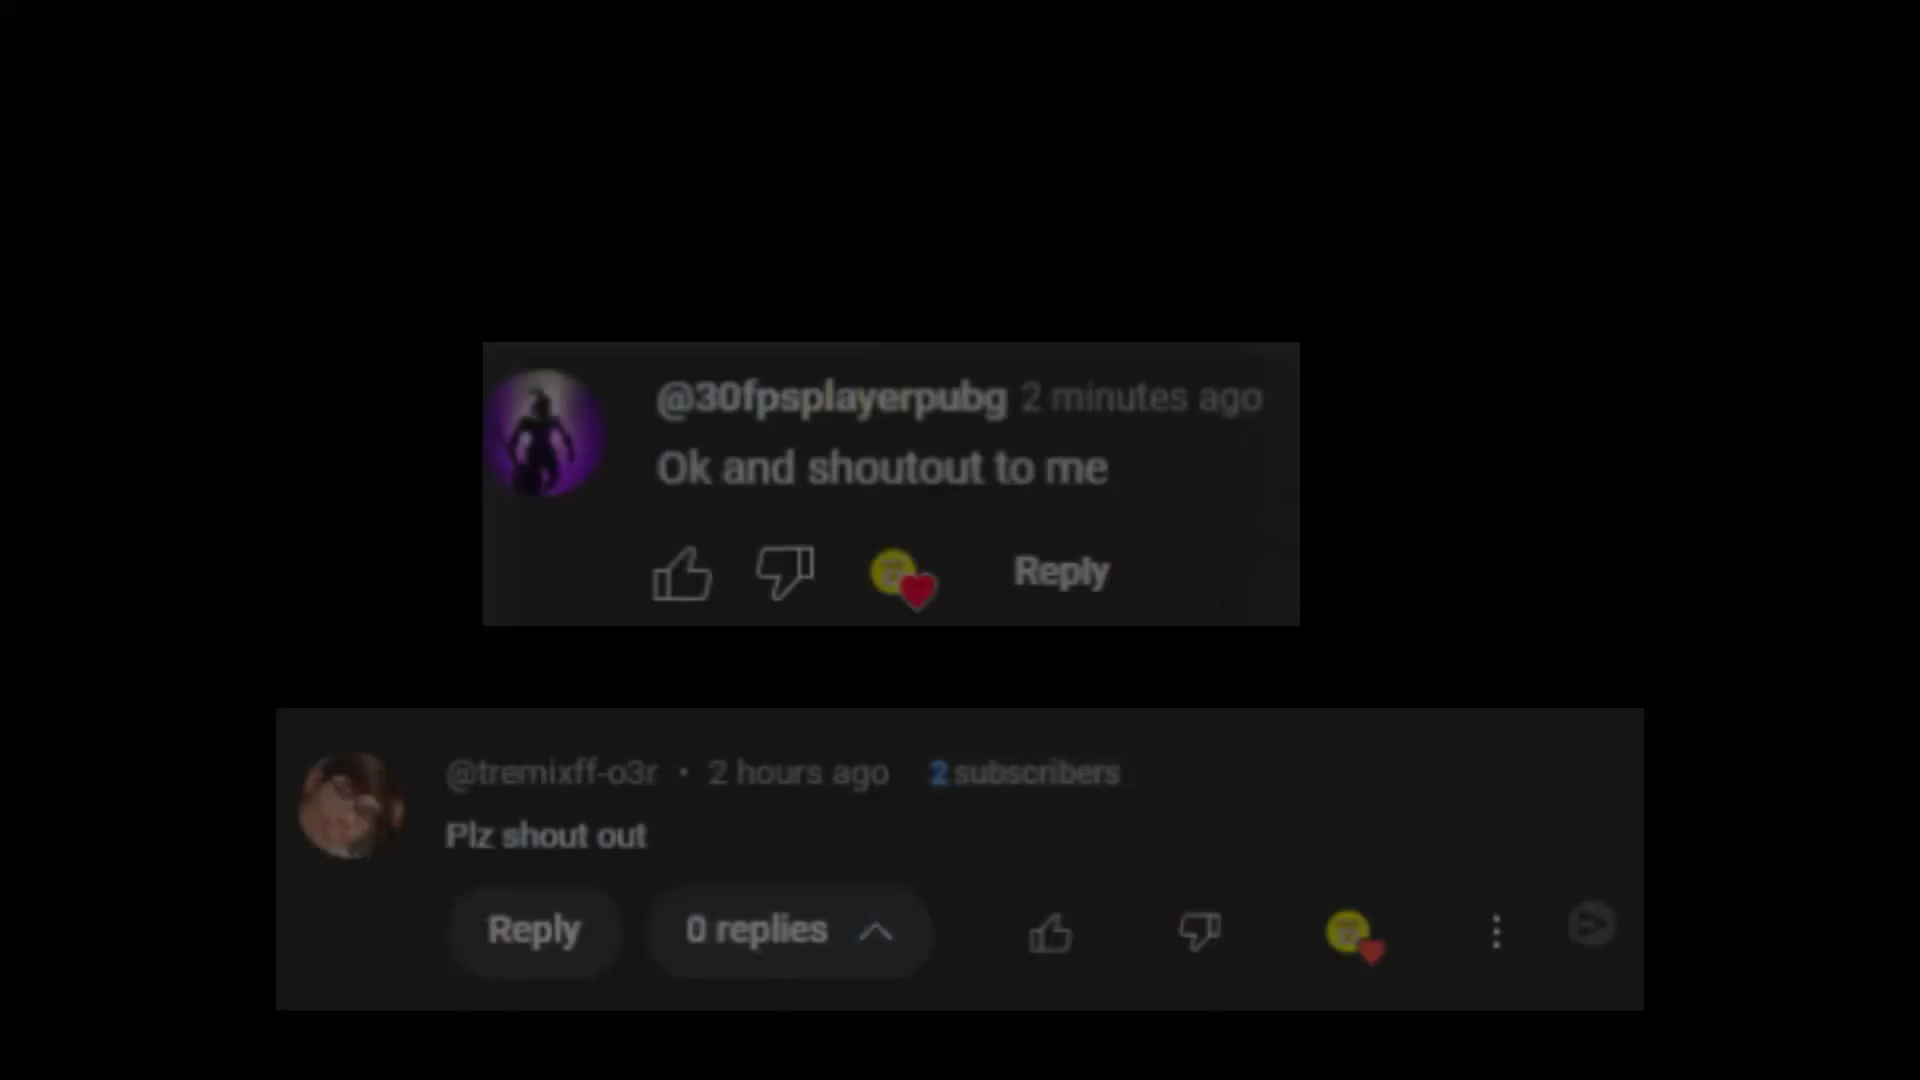 @30fpsplayerpubg 2 minutes ago
Ok and shoutout to me
Reply
@tremixff-o3r • 2 hours ago 2 subscribers
Plz shout out
Reply 0 replies